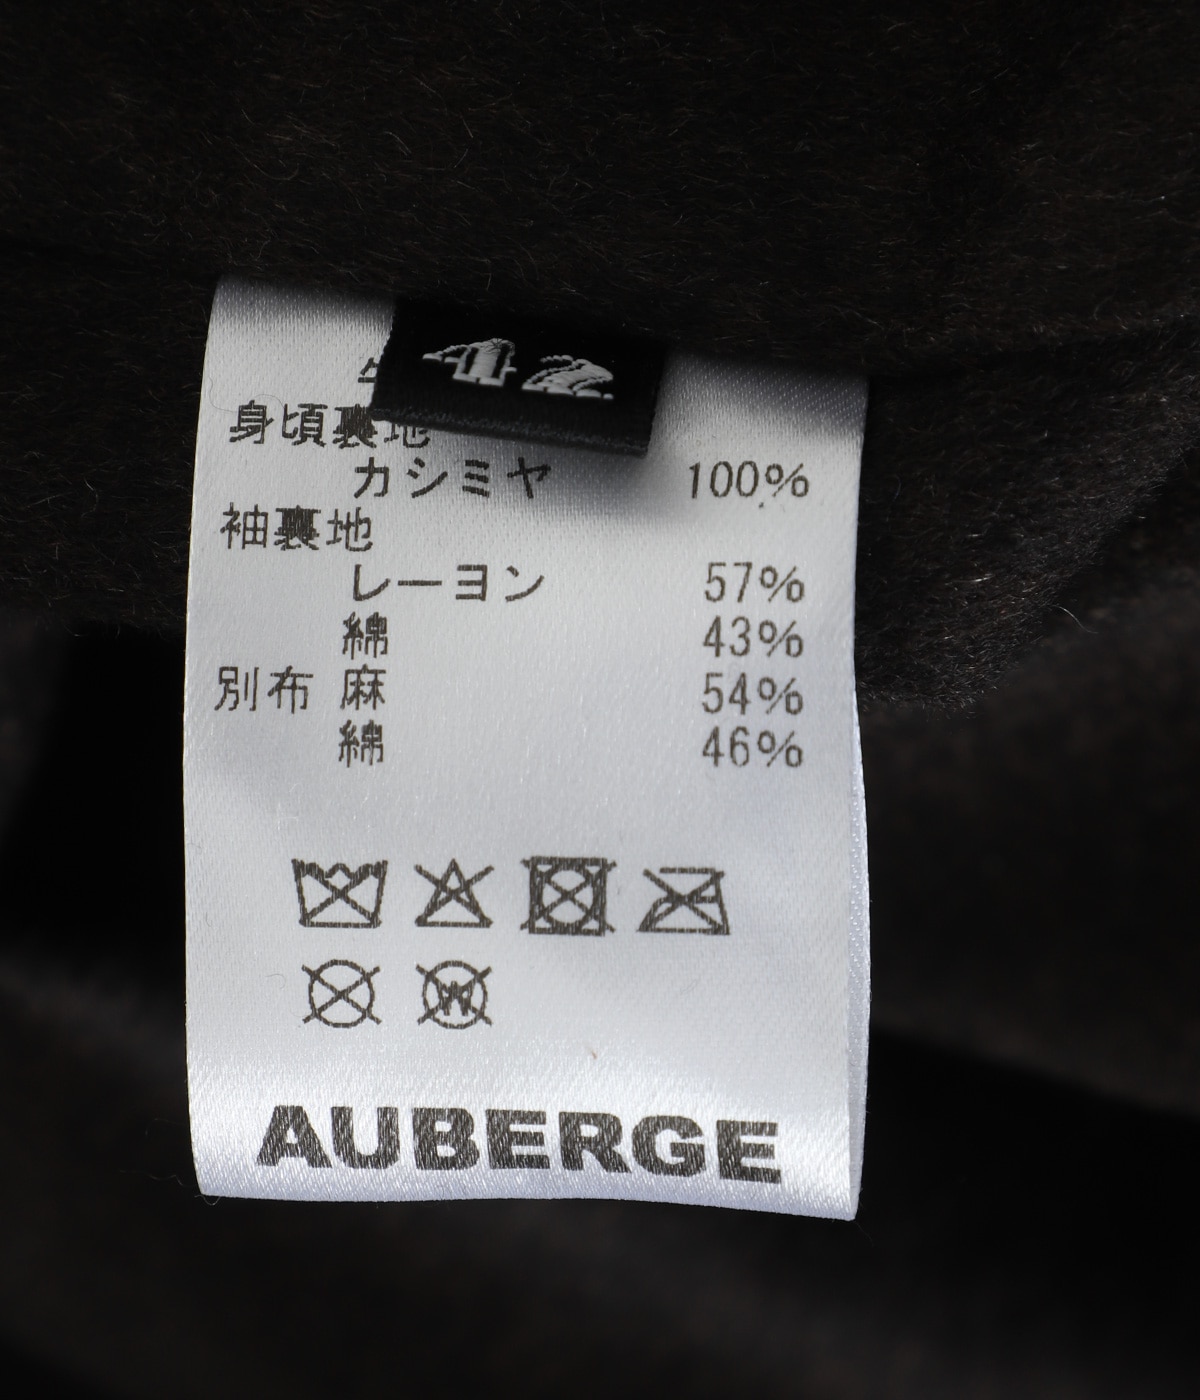 42
身頃裏地
カシミヤ 100%
袖裏地
レーヨン 57%
綿 43%
別布 麻 54%
綿 46%
AUBERGE